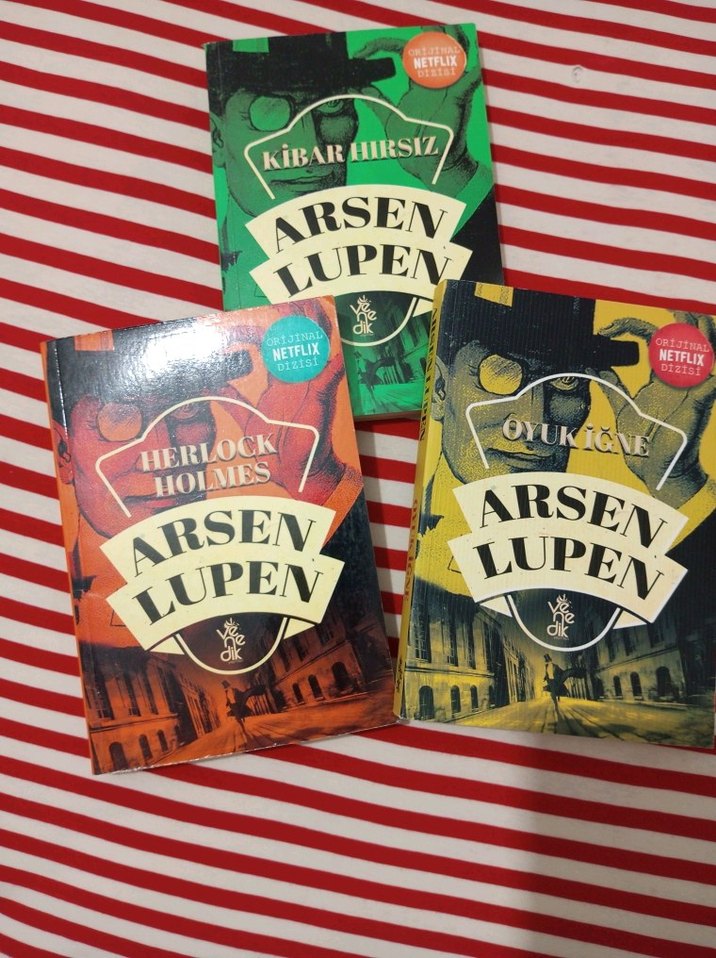 ORİJİNAL
NETFLIX
DİZİSİ
KİBAR HIRSIZ
ARSEN
LUPEN
yenedik
ORİJİNAL
NETFLIX
DİZİSİ
HERLOCK
HOLMES
ARSEN
LUPEN
venedik
ORİJİNAL
NETFLIX
DİZİSİ
OYUK İĞNE
ARSEN
LUPEN
venedik